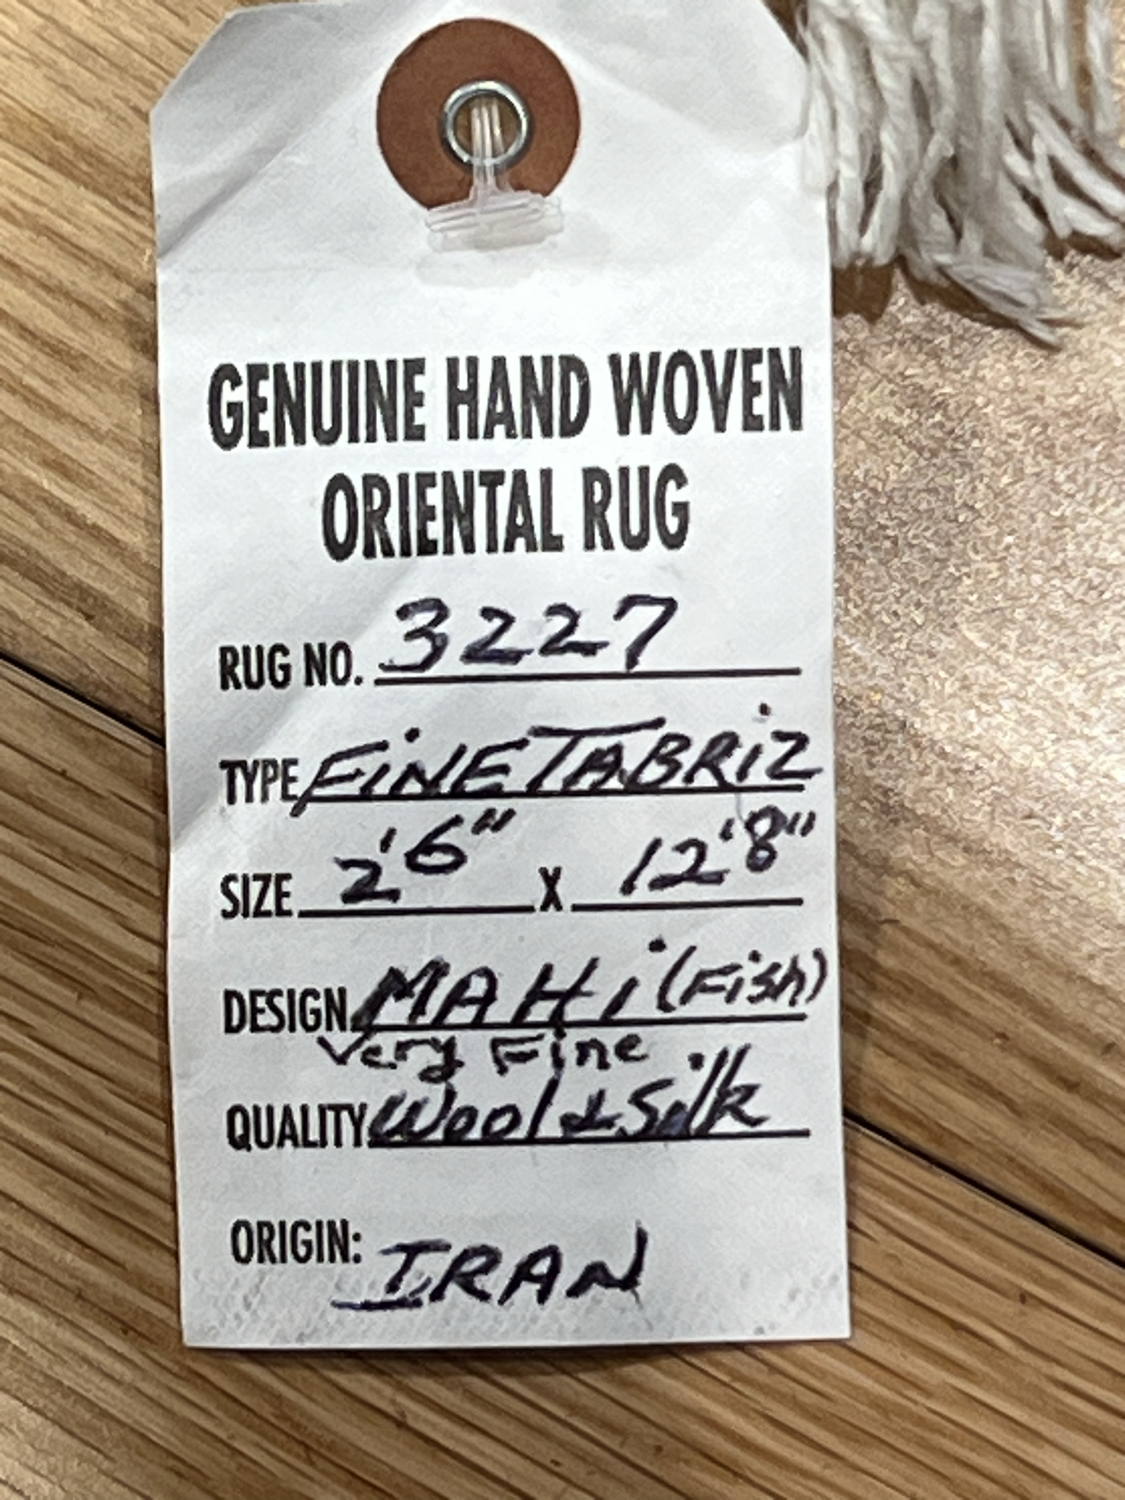 GENUINE HAND WOVEN
ORIENTAL RUG
RUG NO. 3227
TYPE FiNE TABRiZ
SIZE 2'6" X 12'8"
DESIGN MAHi (Fish)
Very Fine
QUALITY Wool & Silk
ORIGIN: IRAN